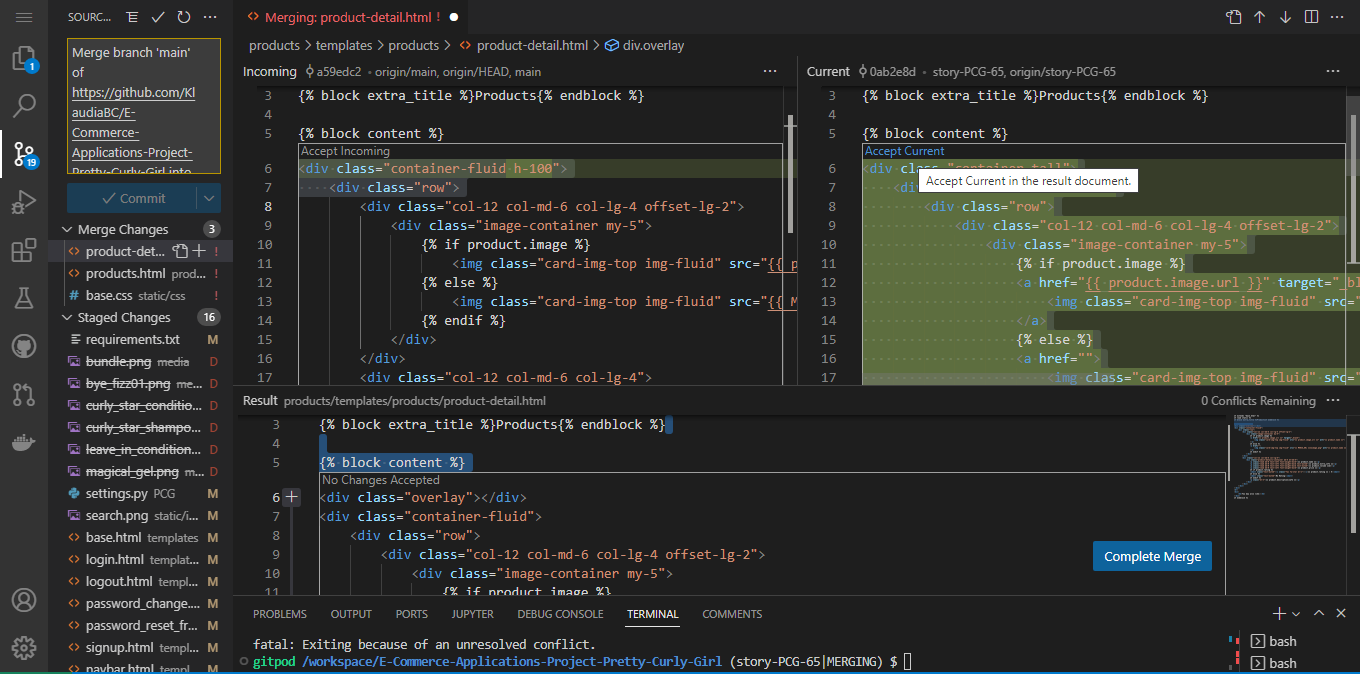 SOURC...
Merging: product-detail.html !
products > templates > products > <> product-detail.html > div.overlay
Merge branch 'main'
of
https://github.com/Kl
audiaBC/E-
Commerce-
Applications-Project-
Pretty-Curly-Girl into
Commit
Merge Changes 3
product-det... !
products.html prod... !
# base.css static/css !
Staged Changes 16
requirements.txt M
bundle.png media D
bye_fizz01.png me... D
curly_star_conditio... D
curly_star_shampo... D
leave_in_condition... D
magical_gel.png m... D
settings.py PCG M
search.png static/i... M
base.html templates M
login.html templat... M
logout.html templ... M
password_change.... M
password_reset_fr... M
signup.html templ... M
navbar.html templ... M
1
19
Incoming a59edc2 • origin/main, origin/HEAD, main
3 {% block extra_title %}Products{% endblock %}
4
5 {% block content %}
Accept Incoming
6 <div class="container-fluid h-100">
7 <div class="row">
8 <div class="col-12 col-md-6 col-lg-4 offset-lg-2">
9 <div class="image-container my-5">
10 {% if product.image %}
11 <img class="card-img-top img-fluid" src="{{ p
12 {% else %}
13 <img class="card-img-top img-fluid" src="{{ M
14 {% endif %}
15 </div>
16 </div>
17 <div class="col-12 col-md-6 col-lg-4">
Current 0ab2e8d • story-PCG-65, origin/story-PCG-65
3 {% block extra_title %}Products{% endblock %}
4
5 {% block content %}
Accept Current
6 <div class="container-tall">
Accept Current in the result document.
7 <di
8 <div class="row">
9 <div class="col-12 col-md-6 col-lg-4 offset-lg-2">
10 <div class="image-container my-5">
11 {% if product.image %}
12 <a href="{{ product.image.url }}" target="_bl
13 <img class="card-img-top img-fluid" src="
14 </a>
15 {% else %}
16 <a href="">
17 <img class="card-img-top img-fluid" src="
Result products/templates/products/product-detail.html
0 Conflicts Remaining
3 {% block extra_title %}Products{% endblock %}
4
5 {% block content %}
No Changes Accepted
6 <div class="overlay"></div>
7 <div class="container-fluid">
8 <div class="row">
9 <div class="col-12 col-md-6 col-lg-4 offset-lg-2">
10 <div class="image-container my-5">
11 {% if product.image %}
Complete Merge
PROBLEMS OUTPUT PORTS JUPYTER DEBUG CONSOLE TERMINAL COMMENTS
fatal: Exiting because of an unresolved conflict.
gitpod /workspace/E-Commerce-Applications-Project-Pretty-Curly-Girl (story-PCG-65|MERGING) $
bash
bash